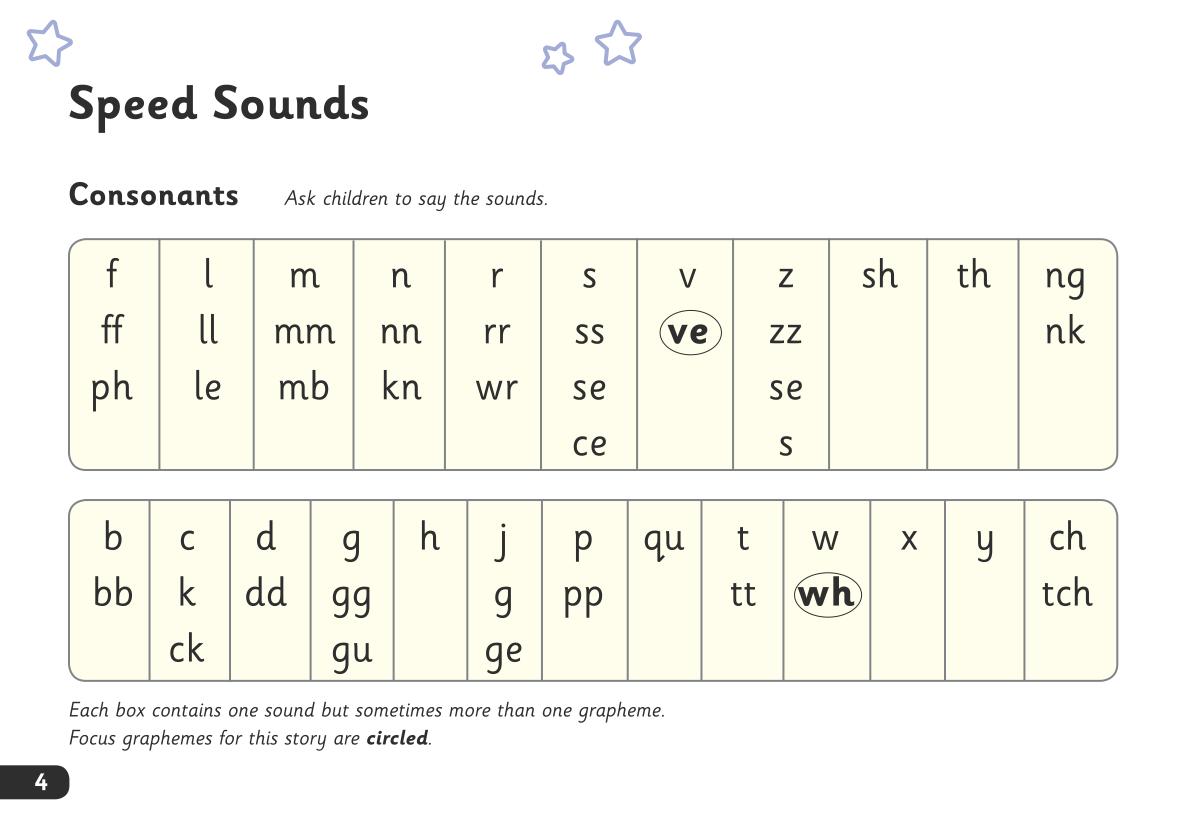 Speed Sounds
Consonants Ask children to say the sounds.
f l m n r s v z sh th ng
ff ll mm nn rr ss ve zz nk
ph le mb kn wr se se
ce s
b c d g h j p qu t w x y ch
bb k dd gg g pp tt wh tch
ck gu ge
Each box contains one sound but sometimes more than one grapheme.
Focus graphemes for this story are circled.
4